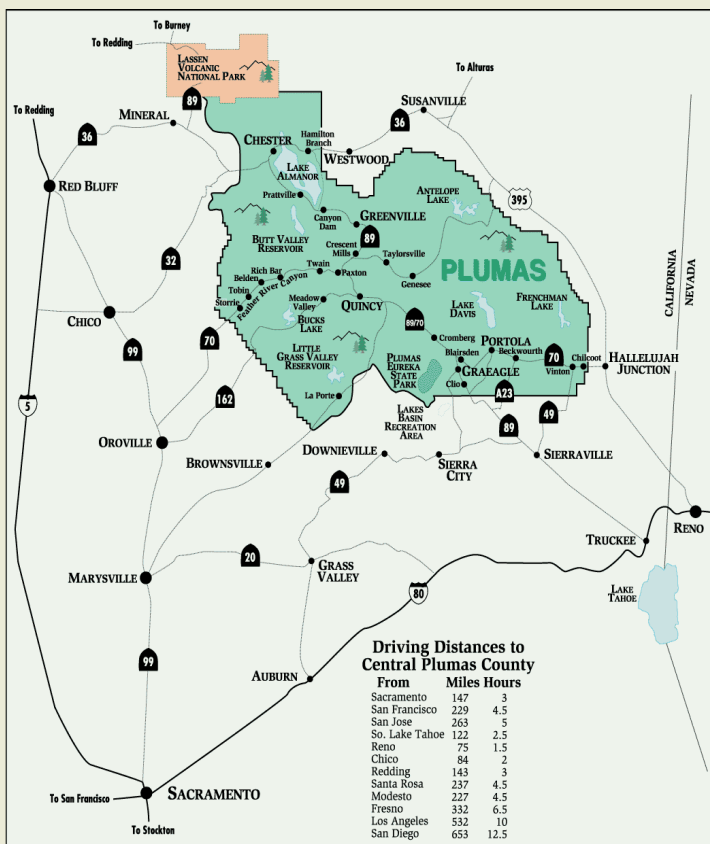 To Burney
To Redding
LASSEN
VOLCANIC
NATIONAL PARK
To Alturas
To Redding
89
SUSANVILLE
MINERAL
36
36
Hamilton
Branch
CHESTER
WESTWOOD
RED BLUFF
LAKE
ALMANOR
395
ANTELOPE
LAKE
Prattville
Canyon
Dam
GREENVILLE
89
BUTT VALLEY
RESERVOIR
Crescent
Mills
Taylorsville
32
PLUMAS
Twain
Rich Bar
Paxton
Belden
Genesee
Feather River Canyon
Tobin
Storrie
Meadow
Valley
QUINCY
BUCKS
LAKE
LAKE
DAVIS
FRENCHMAN
LAKE
CALIFORNIA
NEVADA
CHICO
89/70
70
99
Cromberg
PORTOLA
LITTLE
GRASS VALLEY
RESERVOIR
PLUMAS
EUREKA
STATE
PARK
Blairsden
Beckwourth
70
Chilcoot
HALLELUJAH
JUNCTION
GRAEAGLE
Vinton
Clio
162
La Porte
A23
5
LAKES
BASIN
RECREATION
AREA
49
89
OROVILLE
DOWNIEVILLE
BROWNSVILLE
SIERRA
CITY
SIERRAVILLE
49
RENO
TRUCKEE
20
GRASS
VALLEY
MARYSVILLE
80
LAKE
TAHOE
99
AUBURN
Driving Distances to
Central Plumas County
From Miles Hours
Sacramento 147 3
San Francisco 229 4.5
San Jose 263 5
So. Lake Tahoe 122 2.5
Reno 75 1.5
Chico 84 2
Redding 143 3
Santa Rosa 237 4.5
Modesto 227 4.5
Fresno 332 6.5
Los Angeles 532 10
San Diego 653 12.5
SACRAMENTO
To San Francisco
To Stockton